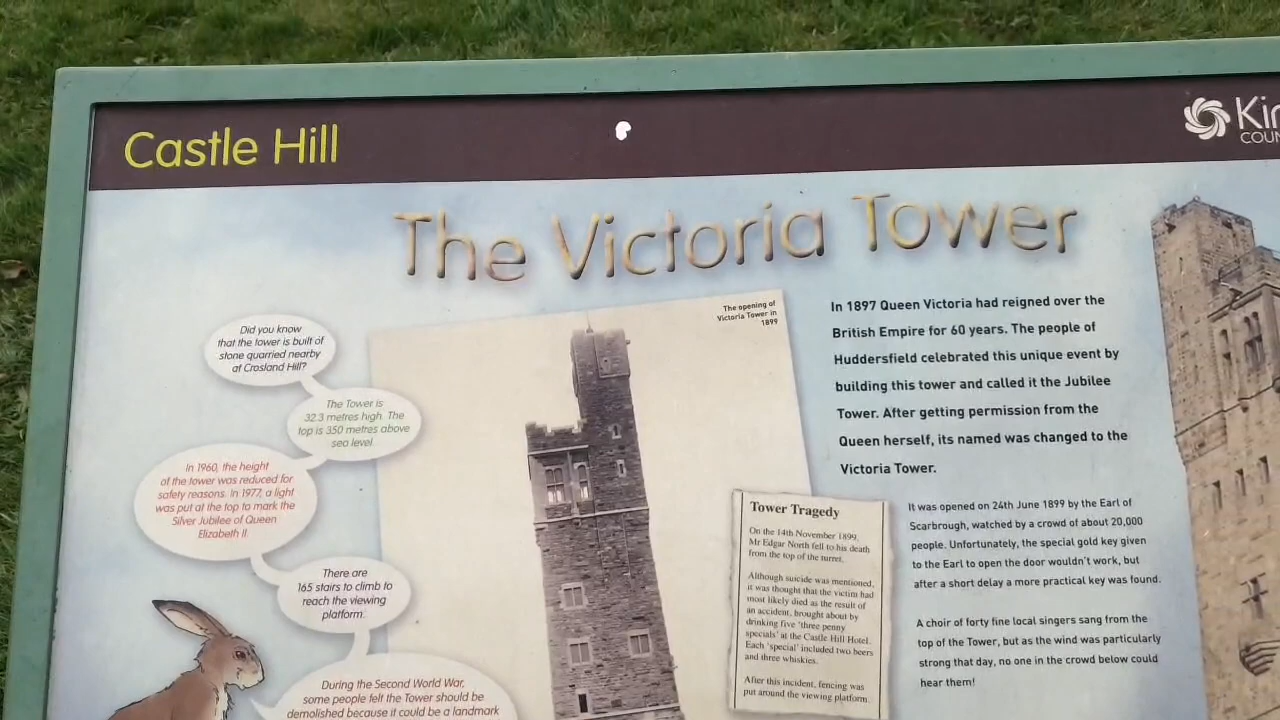 Castle Hill
The Victoria Tower
The opening of
Victoria Tower in
1899
In 1897 Queen Victoria had reigned over the
British Empire for 60 years. The people of
Huddersfield celebrated this unique event by
building this tower and called it the Jubilee
Tower. After getting permission from the
Queen herself, its named was changed to the
Victoria Tower.
Did you know
that the tower is built of
stone quarried nearby
at Crosland Hill?
The Tower is
32.3 metres high. The
top is 350 metres above
sea level.
In 1960, the height
of the tower was reduced for
safety reasons. In 1977, a light
was put at the top to mark the
Silver Jubilee of Queen
Elizabeth II.
There are
165 stairs to climb to
reach the viewing
platform.
During the Second World War,
some people felt the Tower should be
demolished because it could be a landmark
Tower Tragedy
On the 14th November 1899,
Mr Edgar North fell to his death
from the top of the turret.
Although suicide was mentioned,
it was thought that the victim had
most likely died as the result of
an accident, brought about by
drinking five 'three penny
specials' at the Castle Hill Hotel.
Each 'special' included two beers
and three whiskies.
After this incident, fencing was
put around the viewing platform.
It was opened on 24th June 1899 by the Earl of
Scarbrough, watched by a crowd of about 20,000
people. Unfortunately, the special gold key given
to the Earl to open the door wouldn't work, but
after a short delay a more practical key was found.
A choir of forty fine local singers sang from the
top of the Tower, but as the wind was particularly
strong that day, no one in the crowd below could
hear them!